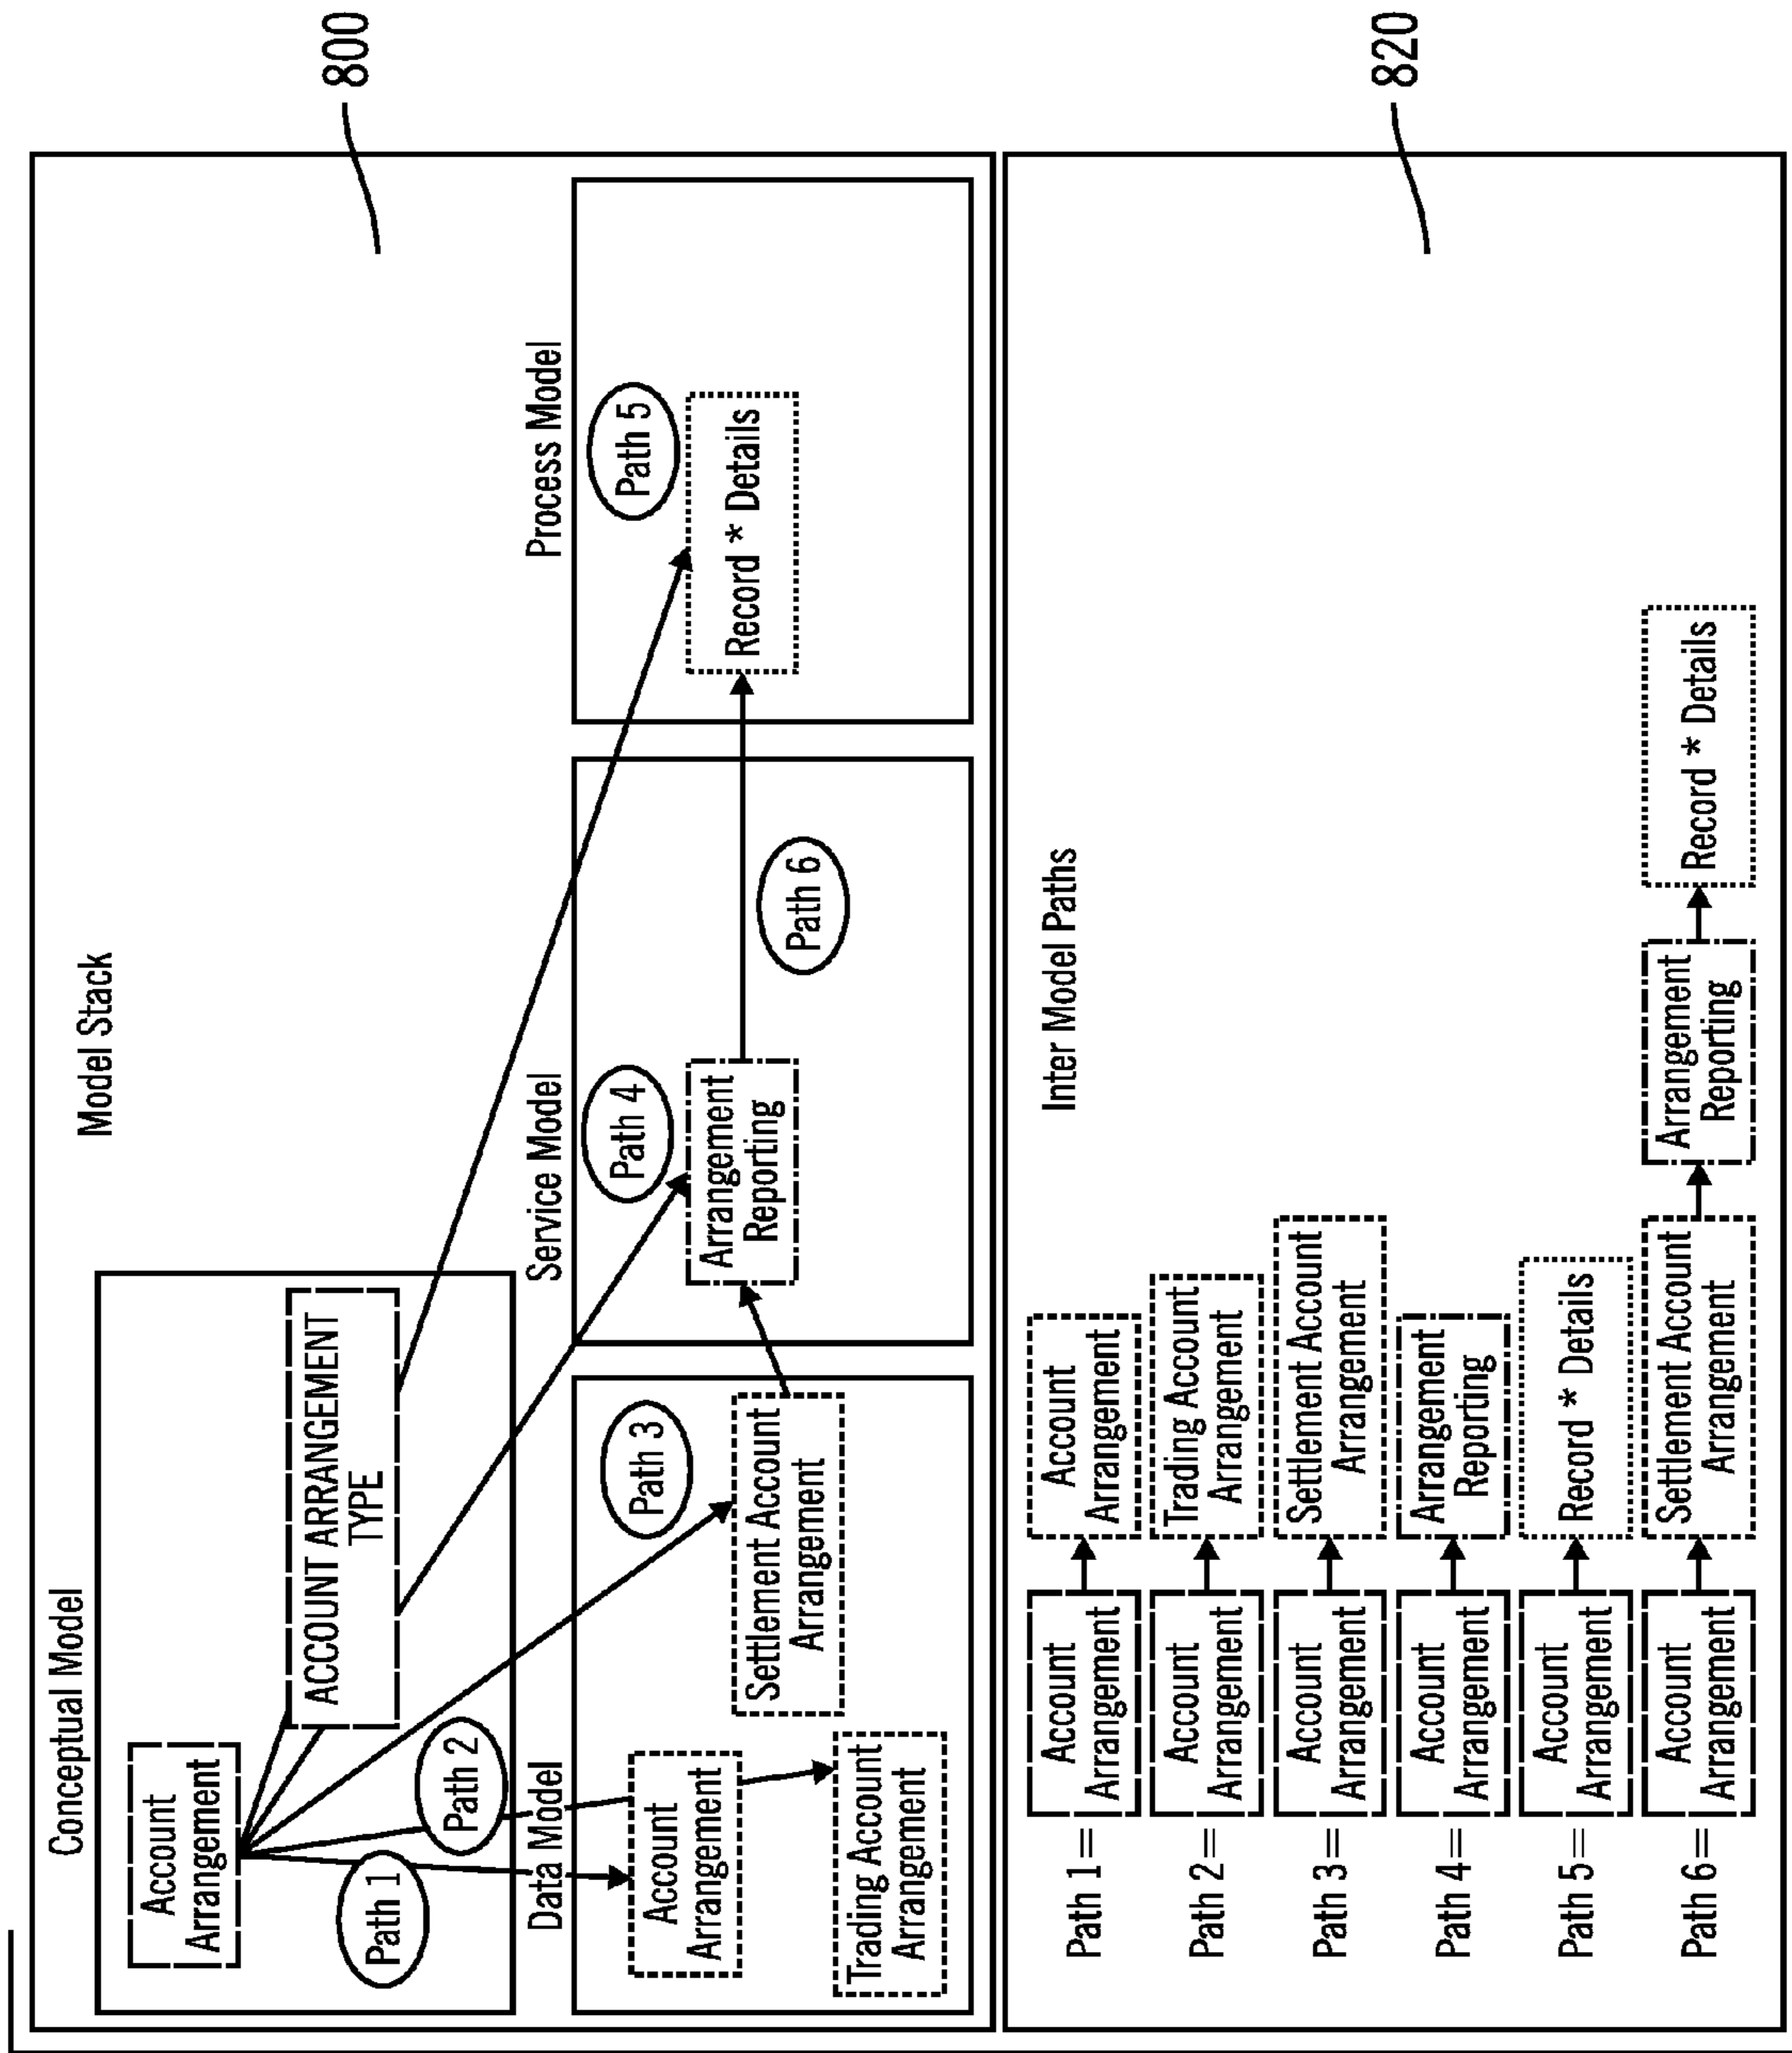 Model Stack
800
Conceptual Model
Account
Arrangement
ACCOUNT ARRANGEMENT
TYPE
Path 1
Path 2
Data Model
Service Model
Process Model
Path 3
Path 4
Path 5
Account
Arrangement
Settlement Account
Arrangement
Arrangement
Reporting
Record * Details
Path 6
Trading Account
Arrangement
Inter Model Paths
820
Path 1=
Account
Arrangement
Account
Arrangement
Path 2=
Account
Arrangement
Trading Account
Arrangement
Path 3=
Account
Arrangement
Settlement Account
Arrangement
Path 4=
Account
Arrangement
Arrangement
Reporting
Path 5=
Account
Arrangement
Record * Details
Path 6=
Account
Arrangement
Settlement Account
Arrangement
Arrangement
Reporting
Record * Details